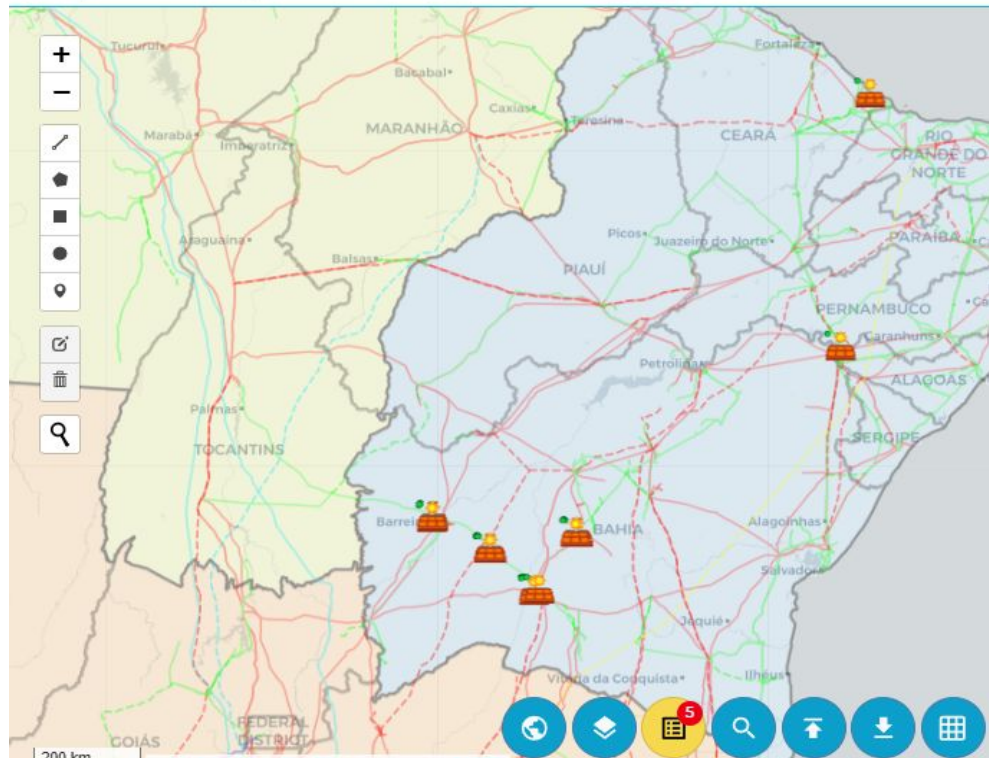 +
−
Tucuruí
Fortaleza
Bacabal
Caxias
Teresina
MARANHÃO
CEARÁ
Marabá
Imperatriz
RIO
GRANDE DO
NORTE
Araguaína
Balsas
Picos
Juazeiro do Norte
PARAÍBA
PIAUÍ
PERNAMBUCO
Garanhuns
Petrolina
ALAGOAS
Palmas
TOCANTINS
SERGIPE
BAHIA
Alagoinhas
Salvador
Jequié
Vitória da Conquista
Ilhéus
5
FEDERAL
DISTRICT
GOIÁS
200 km